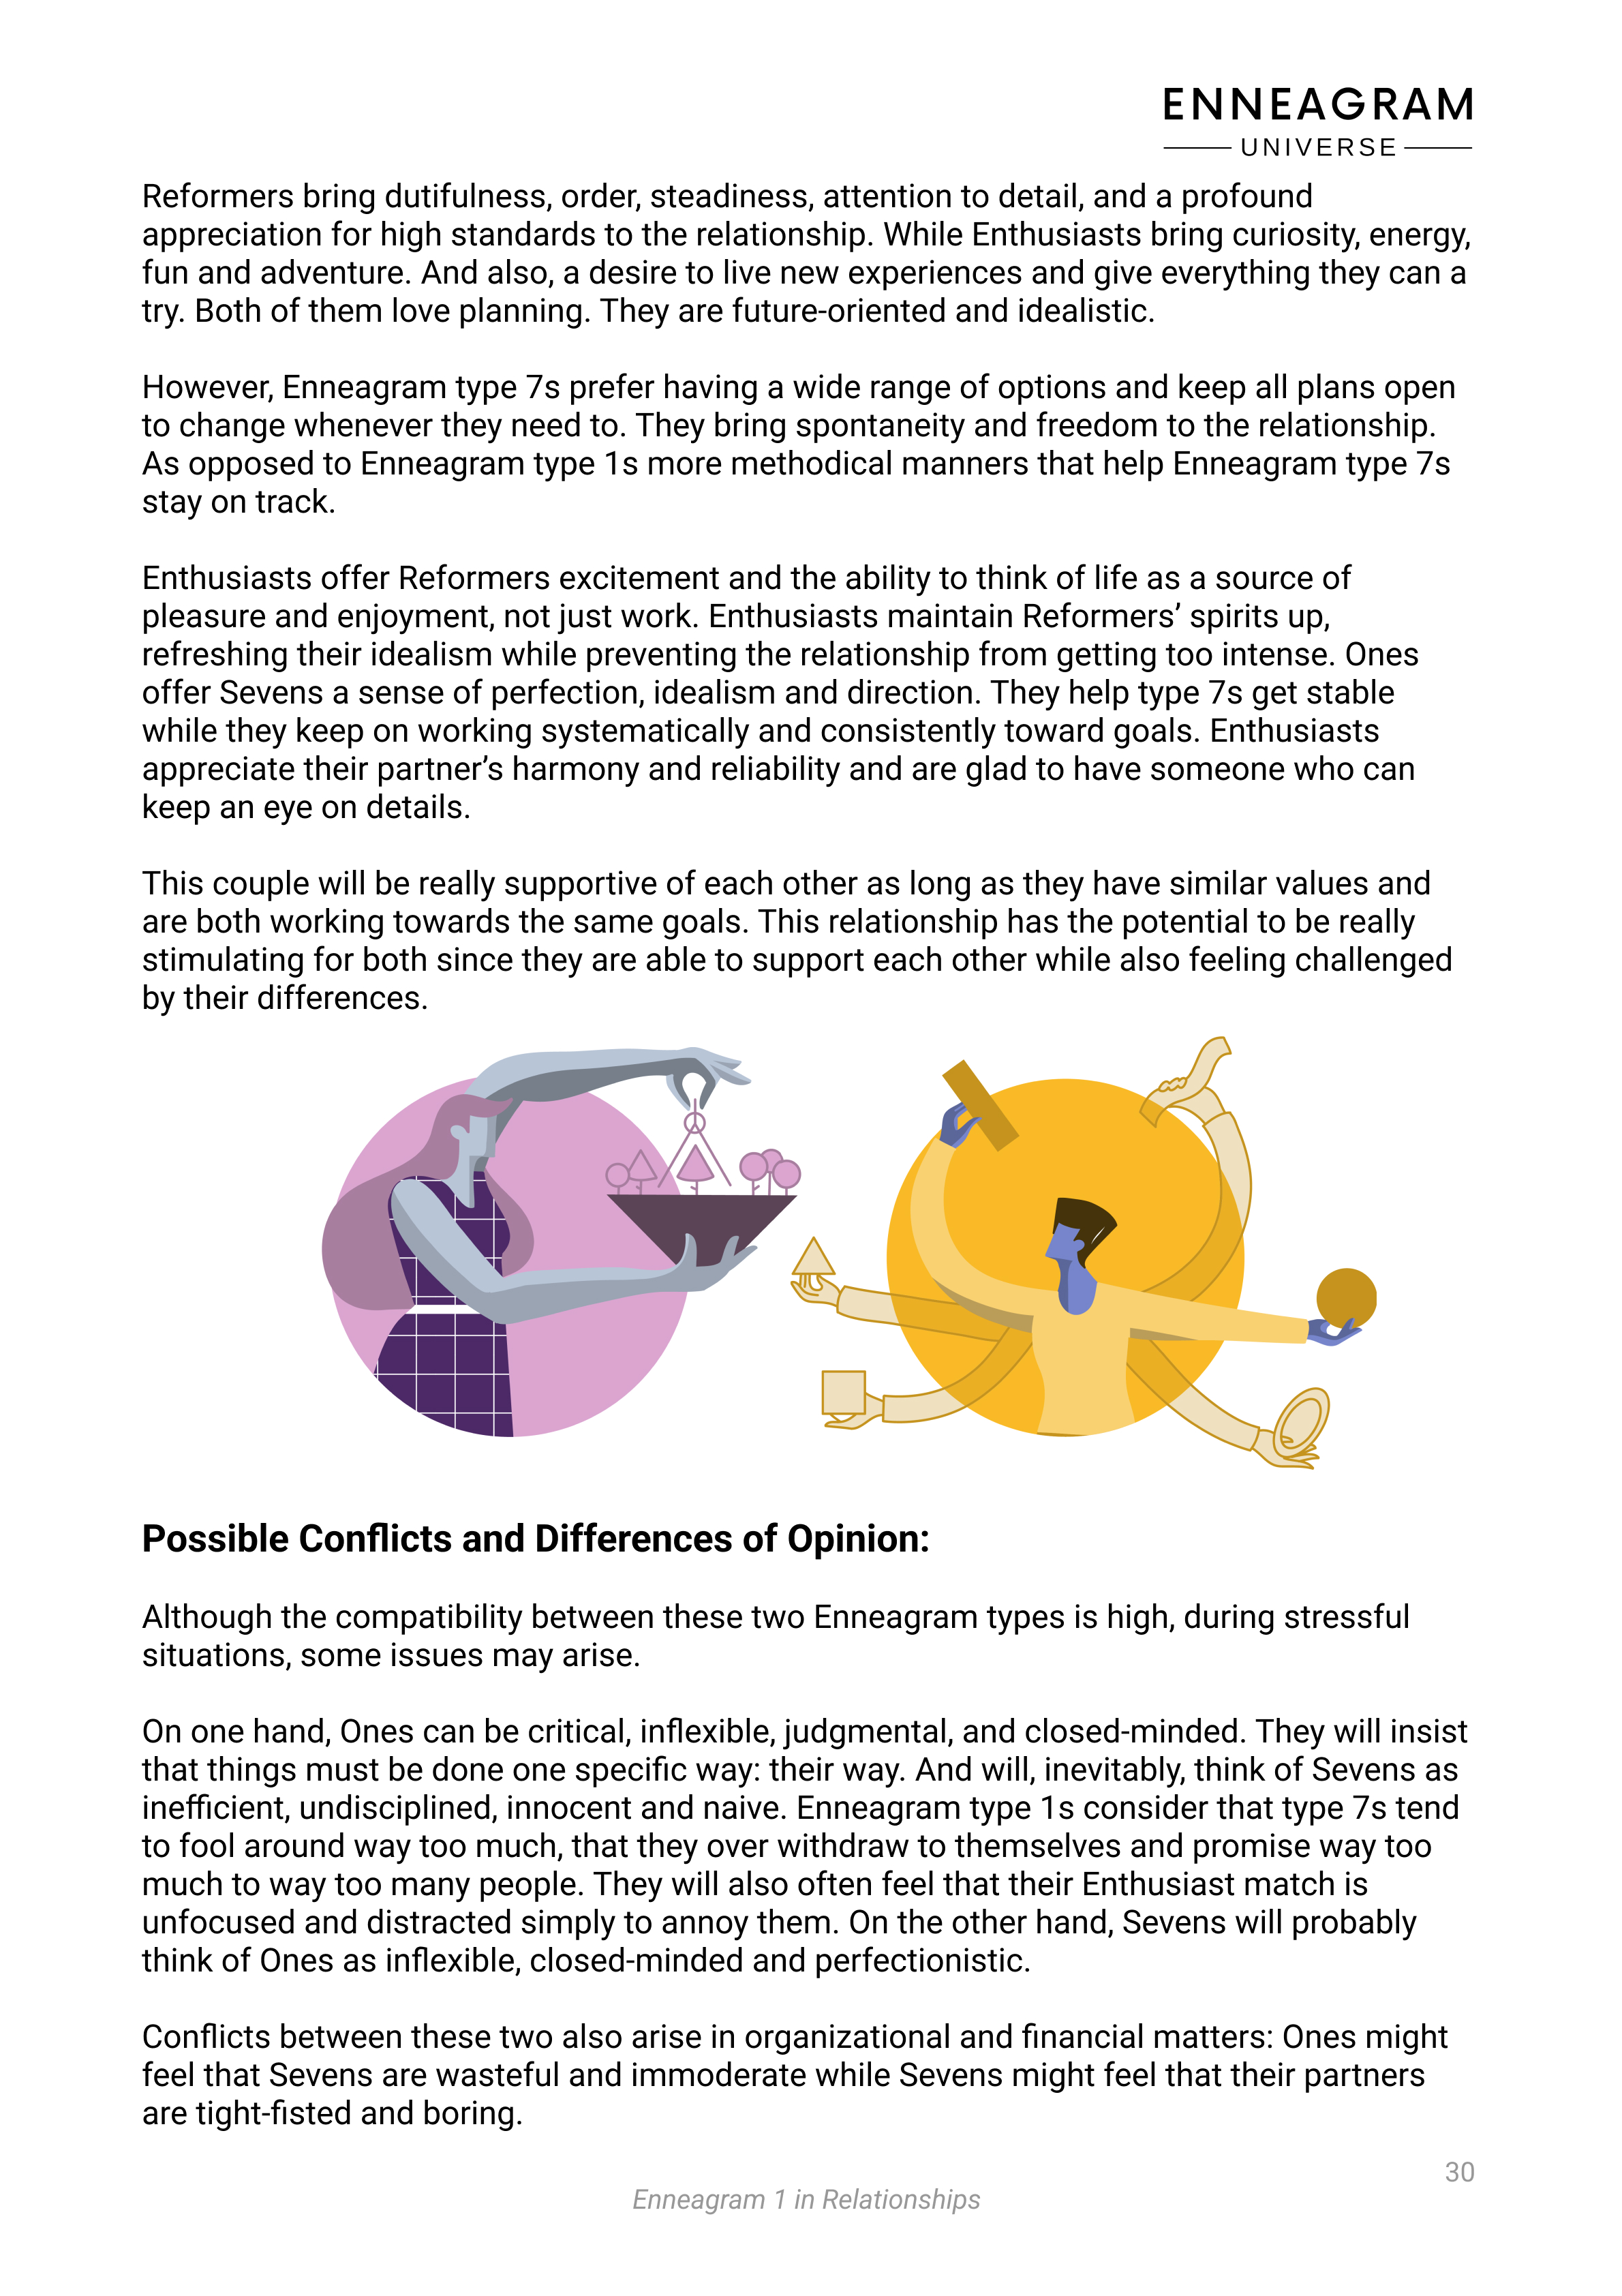 ENNEAGRAM
UNIVERSE
Reformers bring dutifulness, order, steadiness, attention to detail, and a profound
appreciation for high standards to the relationship. While Enthusiasts bring curiosity, energy,
fun and adventure. And also, a desire to live new experiences and give everything they can a
try. Both of them love planning. They are future-oriented and idealistic.
However, Enneagram type 7s prefer having a wide range of options and keep all plans open
to change whenever they need to. They bring spontaneity and freedom to the relationship.
As opposed to Enneagram type 1s more methodical manners that help Enneagram type 7s
stay on track.
Enthusiasts offer Reformers excitement and the ability to think of life as a source of
pleasure and enjoyment, not just work. Enthusiasts maintain Reformers’ spirits up,
refreshing their idealism while preventing the relationship from getting too intense. Ones
offer Sevens a sense of perfection, idealism and direction. They help type 7s get stable
while they keep on working systematically and consistently toward goals. Enthusiasts
appreciate their partner’s harmony and reliability and are glad to have someone who can
keep an eye on details.
This couple will be really supportive of each other as long as they have similar values and
are both working towards the same goals. This relationship has the potential to be really
stimulating for both since they are able to support each other while also feeling challenged
by their differences.
Possible Conflicts and Differences of Opinion:
Although the compatibility between these two Enneagram types is high, during stressful
situations, some issues may arise.
On one hand, Ones can be critical, inflexible, judgmental, and closed-minded. They will insist
that things must be done one specific way: their way. And will, inevitably, think of Sevens as
inefficient, undisciplined, innocent and naive. Enneagram type 1s consider that type 7s tend
to fool around way too much, that they over withdraw to themselves and promise way too
much to way too many people. They will also often feel that their Enthusiast match is
unfocused and distracted simply to annoy them. On the other hand, Sevens will probably
think of Ones as inflexible, closed-minded and perfectionistic.
Conflicts between these two also arise in organizational and financial matters: Ones might
feel that Sevens are wasteful and immoderate while Sevens might feel that their partners
are tight-fisted and boring.
30
Enneagram 1 in Relationships